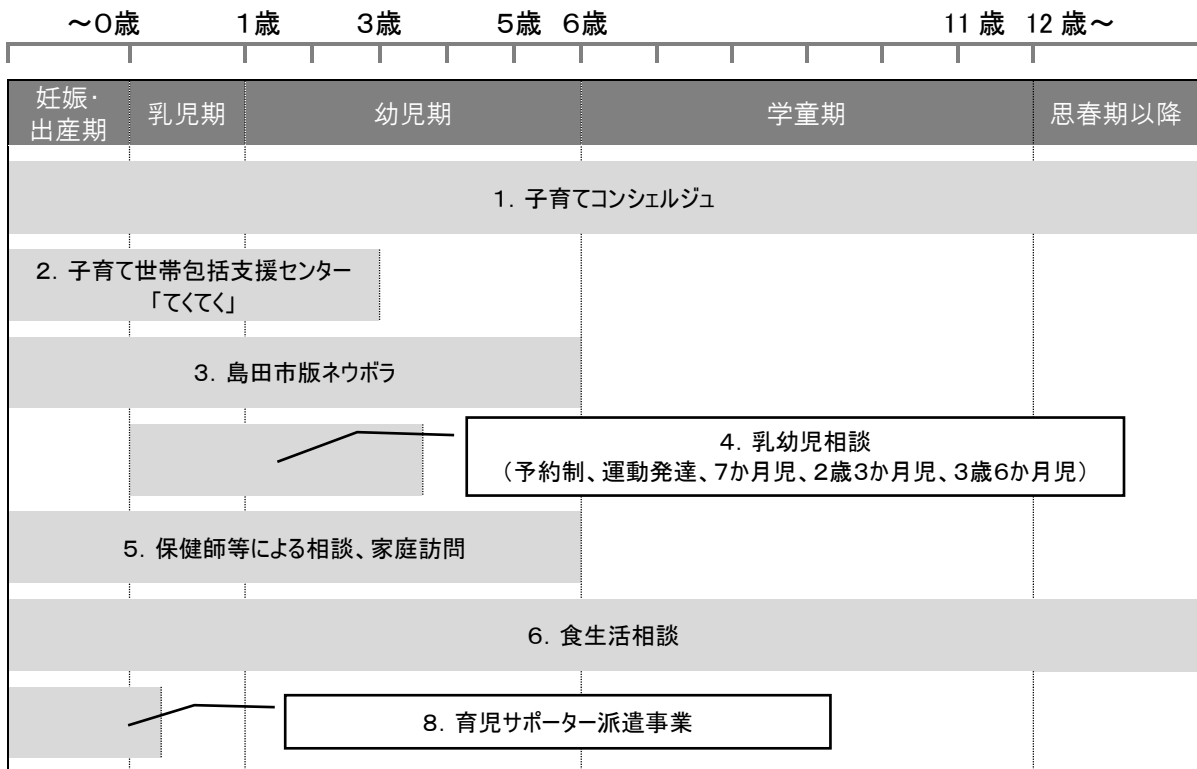 ～０歳 １歳 ３歳 ５歳 ６歳 11 歳 12 歳～
妊娠・
出産期
乳児期 幼児期 学童期 思春期以降
１．子育てコンシェルジュ
２．子育て世帯包括支援センター
「てくてく」
３．島田市版ネウボラ
４．乳幼児相談
（予約制、運動発達、７か月児、２歳３か月児、３歳６か月児）
５．保健師等による相談、家庭訪問
６．食生活相談
８．育児サポーター派遣事業